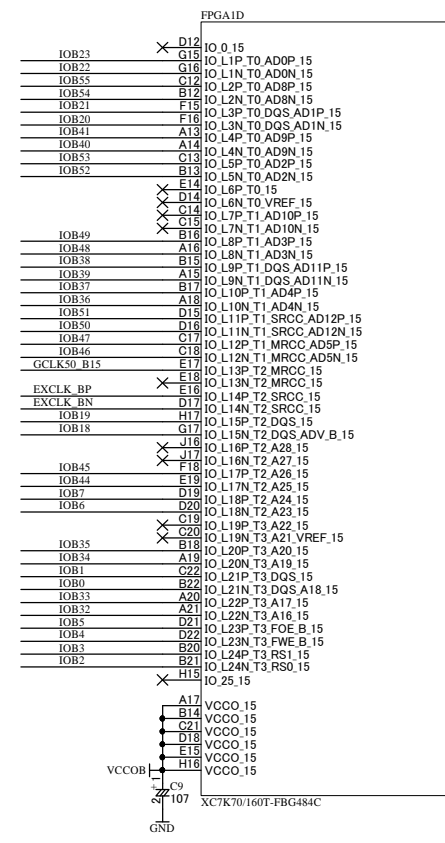 FPGA1D
D12 IO_0_15
IOB23 G15 IO_L1P_T0_AD0P_15
IOB22 G16 IO_L1N_T0_AD0N_15
IOB55 C12 IO_L2P_T0_AD8P_15
IOB54 B12 IO_L2N_T0_AD8N_15
IOB21 F15 IO_L3P_T0_DQS_AD1P_15
IOB20 F16 IO_L3N_T0_DQS_AD1N_15
IOB41 A13 IO_L4P_T0_AD9P_15
IOB40 A14 IO_L4N_T0_AD9N_15
IOB53 C13 IO_L5P_T0_AD2P_15
IOB52 B13 IO_L5N_T0_AD2N_15
E14 IO_L6P_T0_15
D14 IO_L6N_T0_VREF_15
C14 IO_L7P_T1_AD10P_15
C15 IO_L7N_T1_AD10N_15
IOB49 B16 IO_L8P_T1_AD3P_15
IOB48 A16 IO_L8N_T1_AD3N_15
IOB38 B15 IO_L9P_T1_DQS_AD11P_15
IOB39 A15 IO_L9N_T1_DQS_AD11N_15
IOB37 B17 IO_L10P_T1_AD4P_15
IOB36 A18 IO_L10N_T1_AD4N_15
IOB51 D15 IO_L11P_T1_SRCC_AD12P_15
IOB50 D16 IO_L11N_T1_SRCC_AD12N_15
IOB47 C17 IO_L12P_T1_MRCC_AD5P_15
IOB46 C18 IO_L12N_T1_MRCC_AD5N_15
GCLK50_B15 E17 IO_L13P_T2_MRCC_15
E18 IO_L13N_T2_MRCC_15
EXCLK_BP E16 IO_L14P_T2_SRCC_15
EXCLK_BN D17 IO_L14N_T2_SRCC_15
IOB19 H17 IO_L15P_T2_DQS_15
IOB18 G17 IO_L15N_T2_DQS_ADV_B_15
J16 IO_L16P_T2_A28_15
J17 IO_L16N_T2_A27_15
IOB45 F18 IO_L17P_T2_A26_15
IOB44 E19 IO_L17N_T2_A25_15
IOB7 D19 IO_L18P_T2_A24_15
IOB6 D20 IO_L18N_T2_A23_15
C19 IO_L19P_T3_A22_15
C20 IO_L19N_T3_A21_VREF_15
IOB35 B18 IO_L20P_T3_A20_15
IOB34 A19 IO_L20N_T3_A19_15
IOB1 C22 IO_L21P_T3_DQS_15
IOB0 B22 IO_L21N_T3_DQS_A18_15
IOB33 A20 IO_L22P_T3_A17_15
IOB32 A21 IO_L22N_T3_A16_15
IOB5 D21 IO_L23P_T3_FOE_B_15
IOB4 D22 IO_L23N_T3_FWE_B_15
IOB3 B20 IO_L24P_T3_RS1_15
IOB2 B21 IO_L24N_T3_RS0_15
H15 IO_25_15
A17 VCCO_15
B14 VCCO_15
C21 VCCO_15
D18 VCCO_15
E15 VCCO_15
VCCOB H16 VCCO_15
1 + C9
2 107
GND
XC7K70/160T-FBG484C